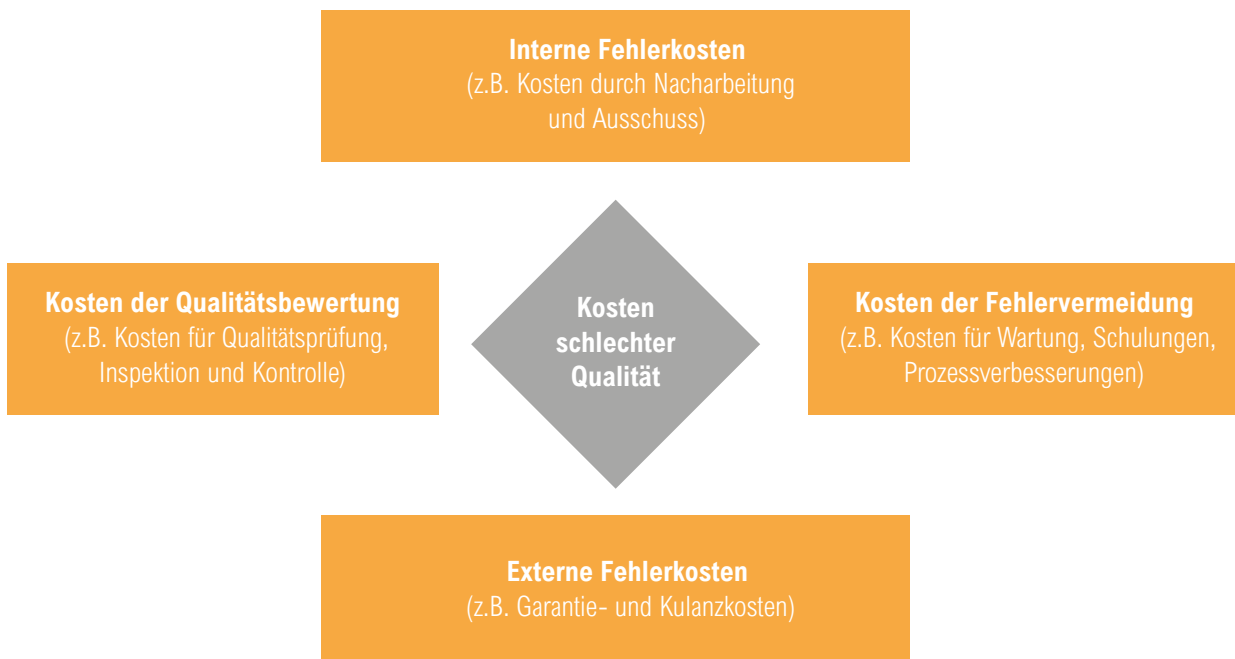 Interne Fehlerkosten
(z.B. Kosten durch Nacharbeitung
und Ausschuss)
Kosten der Qualitätsbewertung
(z.B. Kosten für Qualitätsprüfung,
Inspektion und Kontrolle)
Kosten
schlechter
Qualität
Kosten der Fehlervermeidung
(z.B. Kosten für Wartung, Schulungen,
Prozessverbesserungen)
Externe Fehlerkosten
(z.B. Garantie- und Kulanzkosten)